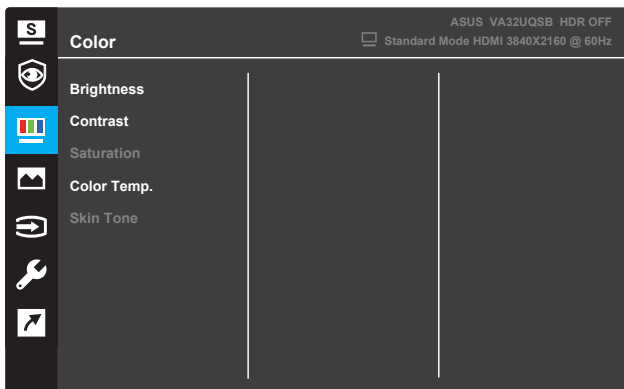 S
ASUS VA32UQSB HDR OFF
Color
Standard Mode HDMI 3840X2160 @ 60Hz
Brightness
Contrast
Saturation
Color Temp.
Skin Tone